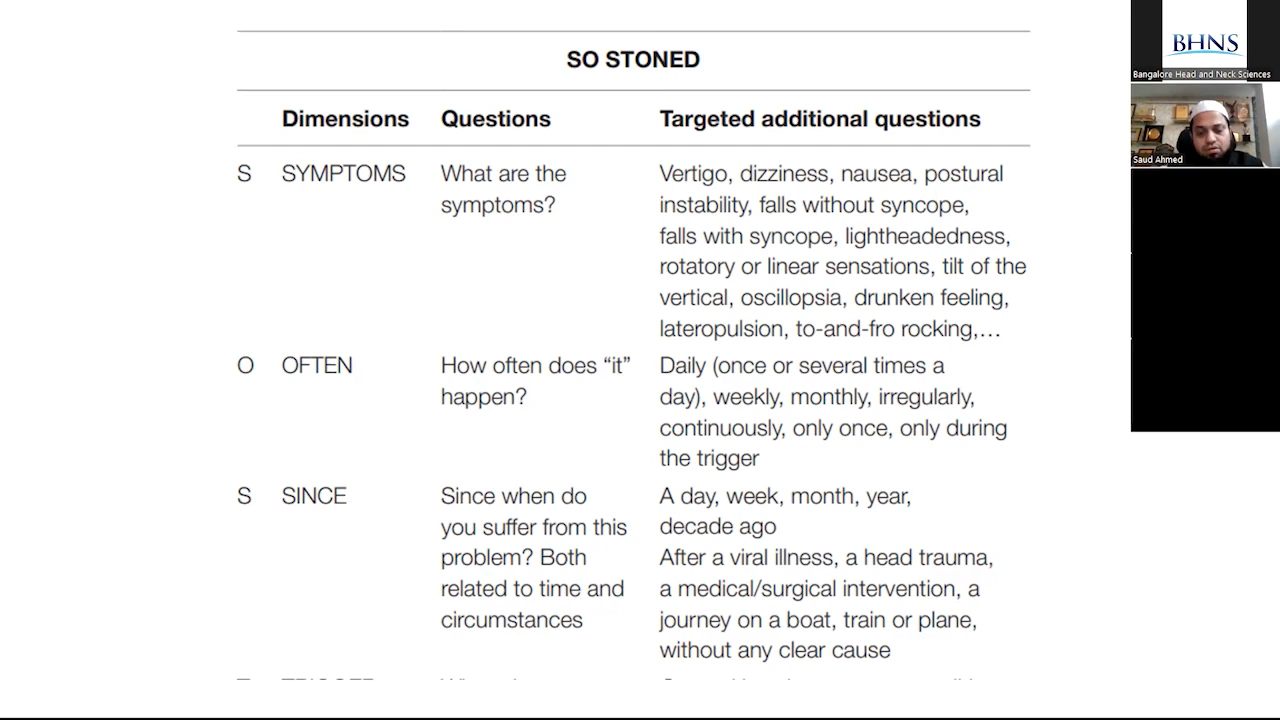 SO STONED
Dimensions Questions Targeted additional questions
S SYMPTOMS What are the Vertigo, dizziness, nausea, postural
symptoms? instability, falls without syncope,
falls with syncope, lightheadedness,
rotatory or linear sensations, tilt of the
vertical, oscillopsia, drunken feeling,
lateropulsion, to-and-fro rocking,…
O OFTEN How often does “it” Daily (once or several times a
happen? day), weekly, monthly, irregularly,
continuously, only once, only during
the trigger
S SINCE Since when do A day, week, month, year,
you suffer from this decade ago
problem? Both After a viral illness, a head trauma,
related to time and a medical/surgical intervention, a
circumstances journey on a boat, train or plane,
without any clear cause
BHNS
Bangalore Head and Neck Sciences
Saud Ahmed